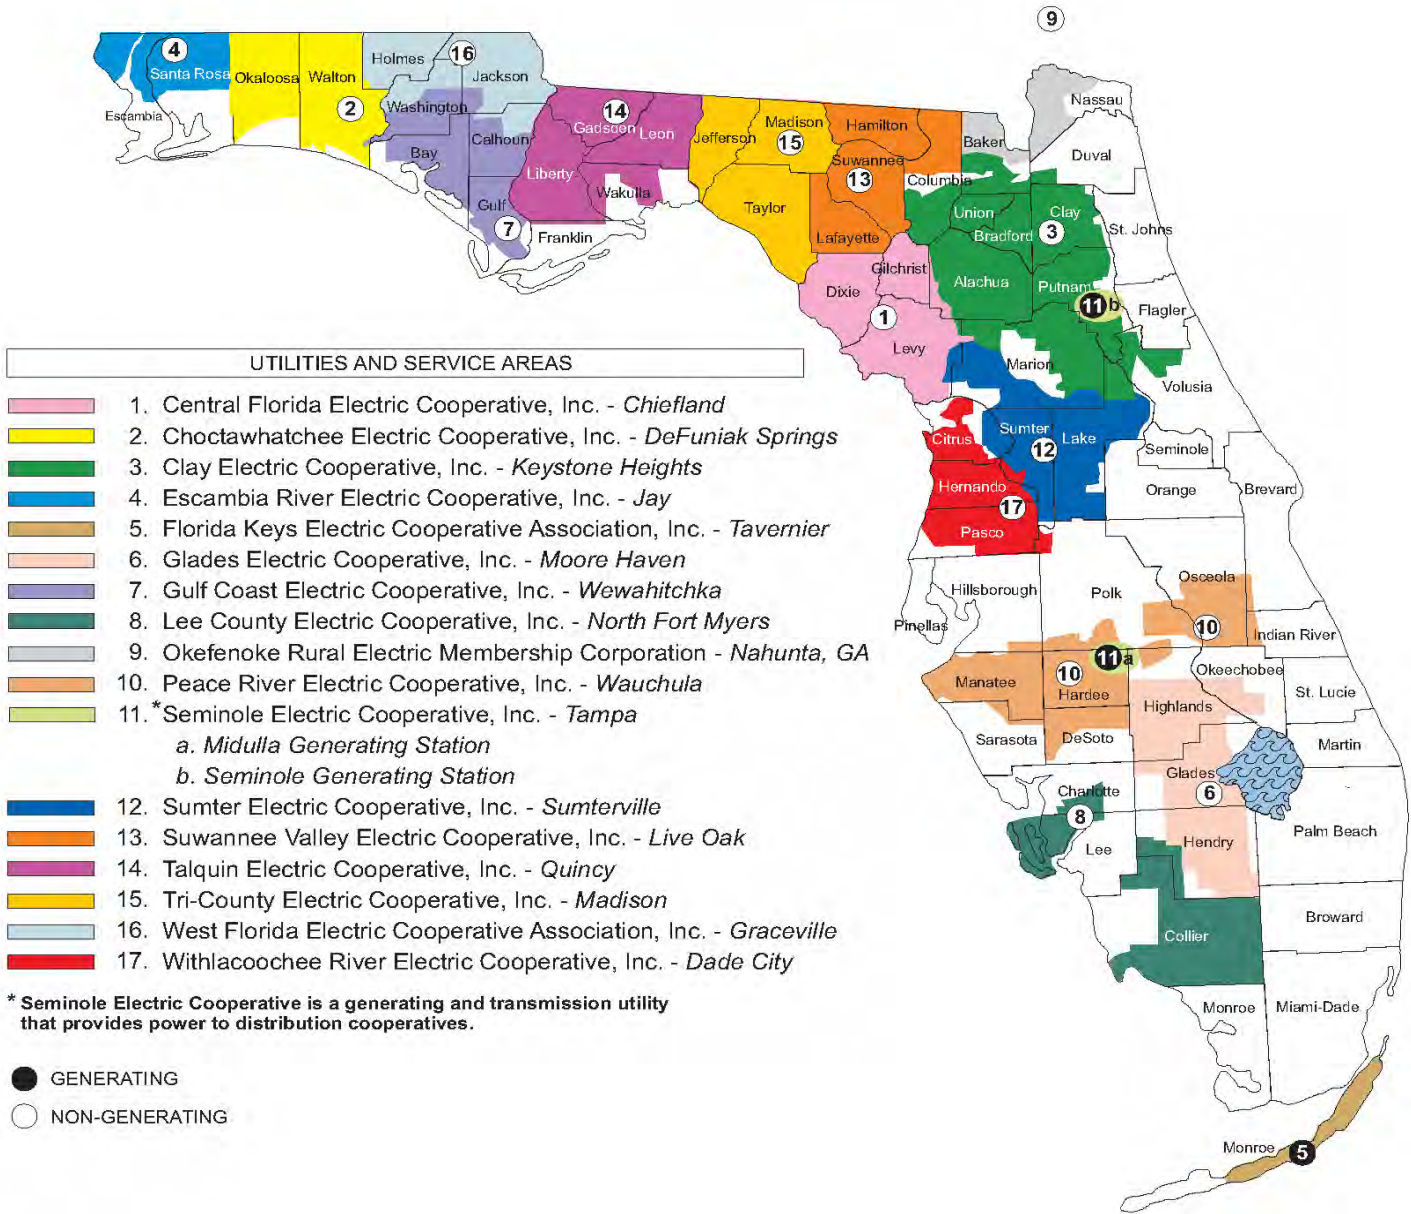 9
4
Santa Rosa
Escambia
Okaloosa
Walton
2
Holmes
16
Jackson
Washington
Calhoun
Bay
Gulf
7
Franklin
14
Gadsden
Leon
Liberty
Wakulla
Jefferson
Madison
15
Taylor
Hamilton
Suwannee
13
Lafayette
Columbia
Baker
Nassau
Duval
Union
Bradford
Clay
3
St. Johns
Alachua
Putnam
11 b
Flagler
Gilchrist
Dixie
1
Levy
Marion
Volusia
Citrus
Sumter
12
Lake
Seminole
Orange
Brevard
Hernando
17
Pasco
Hillsborough
Pinellas
Polk
Osceola
10
Indian River
11 a
Okeechobee
Manatee
10
Hardee
Highlands
St. Lucie
Sarasota
DeSoto
Martin
Glades
6
Charlotte
8
Lee
Hendry
Palm Beach
Collier
Broward
Monroe
Miami-Dade
Monroe
5
UTILITIES AND SERVICE AREAS
1. Central Florida Electric Cooperative, Inc. - Chiefland
2. Choctawhatchee Electric Cooperative, Inc. - DeFuniak Springs
3. Clay Electric Cooperative, Inc. - Keystone Heights
4. Escambia River Electric Cooperative, Inc. - Jay
5. Florida Keys Electric Cooperative Association, Inc. - Tavernier
6. Glades Electric Cooperative, Inc. - Moore Haven
7. Gulf Coast Electric Cooperative, Inc. - Wewahitchka
8. Lee County Electric Cooperative, Inc. - North Fort Myers
9. Okefenoke Rural Electric Membership Corporation - Nahunta, GA
10. Peace River Electric Cooperative, Inc. - Wauchula
11.*Seminole Electric Cooperative, Inc. - Tampa
a. Midulla Generating Station
b. Seminole Generating Station
12. Sumter Electric Cooperative, Inc. - Sumterville
13. Suwannee Valley Electric Cooperative, Inc. - Live Oak
14. Talquin Electric Cooperative, Inc. - Quincy
15. Tri-County Electric Cooperative, Inc. - Madison
16. West Florida Electric Cooperative Association, Inc. - Graceville
17. Withlacoochee River Electric Cooperative, Inc. - Dade City
* Seminole Electric Cooperative is a generating and transmission utility
that provides power to distribution cooperatives.
GENERATING
NON-GENERATING